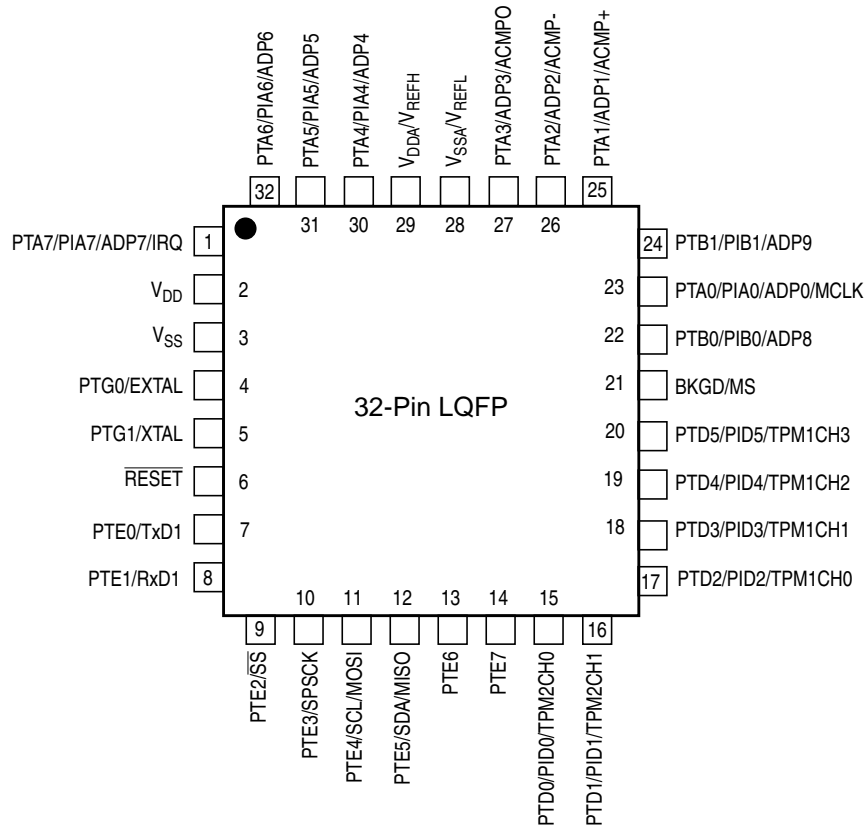 PTA6/PIA6/ADP6
PTA5/PIA5/ADP5
PTA4/PIA4/ADP4
VDDA/VREFH
VSSA/VREFL
PTA3/ADP3/ACMPO
PTA2/ADP2/ACMP-
PTA1/ADP1/ACMP+
32
31
30
29
28
27
26
25
PTA7/PIA7/ADP7/IRQ 1
VDD 2
VSS 3
PTG0/EXTAL 4
PTG1/XTAL 5
RESET 6
PTE0/TxD1 7
PTE1/RxD1 8
32-Pin LQFP
24 PTB1/PIB1/ADP9
23 PTA0/PIA0/ADP0/MCLK
22 PTB0/PIB0/ADP8
21 BKGD/MS
20 PTD5/PID5/TPM1CH3
19 PTD4/PID4/TPM1CH2
18 PTD3/PID3/TPM1CH1
17 PTD2/PID2/TPM1CH0
9
10
11
12
13
14
15
16
PTE2/SS
PTE3/SPSCK
PTE4/SCL/MOSI
PTE5/SDA/MISO
PTE6
PTE7
PTD0/PID0/TPM2CH0
PTD1/PID1/TPM2CH1